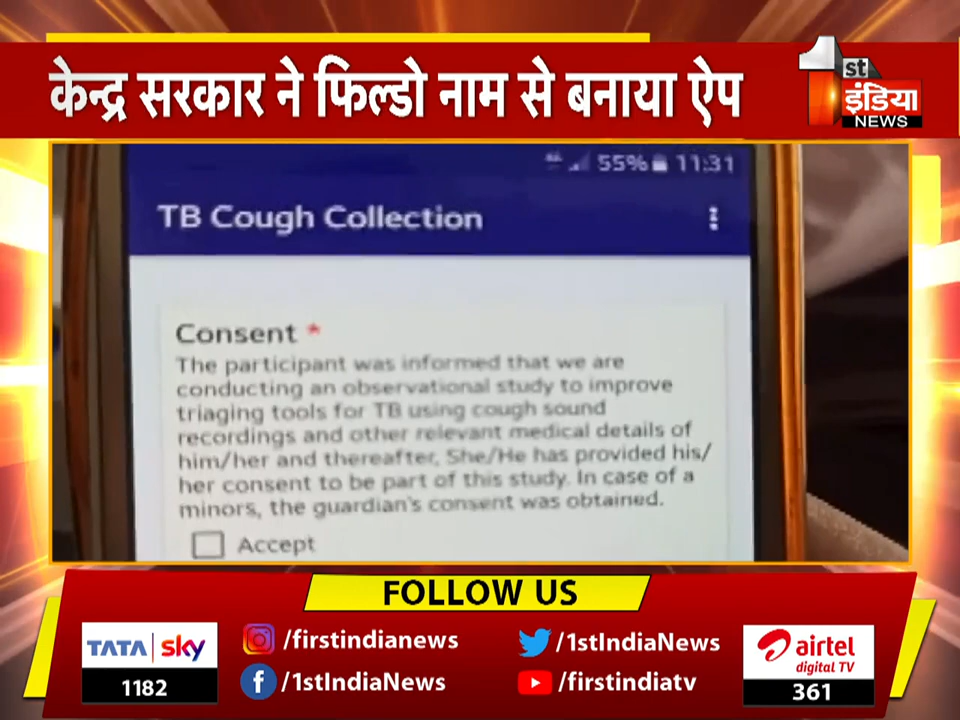 केन्द्र सरकार ने फिल्डो नाम से बनाया ऐप
1st
इंडिया
NEWS
55% 11:31
TB Cough Collection
Consent *
The participant was informed that we are
conducting an observational study to improve
triaging tools for TB using cough sound
recordings and other relevant medical details of
him/her and thereafter, She/He has provided his/
her consent to be part of this study. In case of a
minors, the guardian's consent was obtained.
Accept
FOLLOW US
TATA sky
1182
/firstindianews
/1stIndiaNews
/1stIndiaNews
/firstindiatv
airtel
digital TV
361